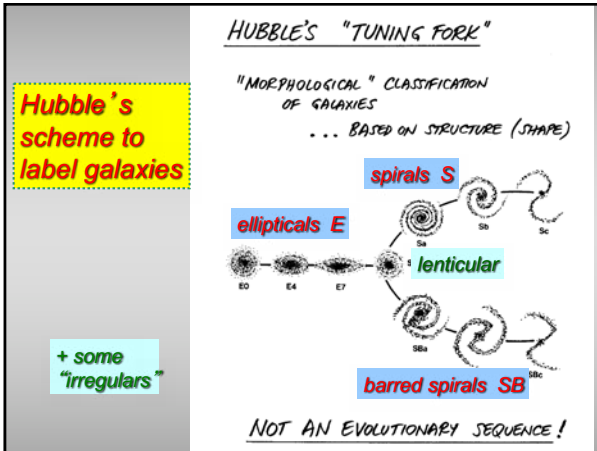 HUBBLE'S "TUNING FORK"
"MORPHOLOGICAL" CLASSIFICATION
OF GALAXIES
... BASED ON STRUCTURE (SHAPE)
Hubble's
scheme to
label galaxies
spirals S
Sa
Sb
Sc
ellipticals E
lenticular
E0
E4
E7
S
SBa
SBc
barred spirals SB
+ some
"irregulars"
NOT AN EVOLUTIONARY SEQUENCE!